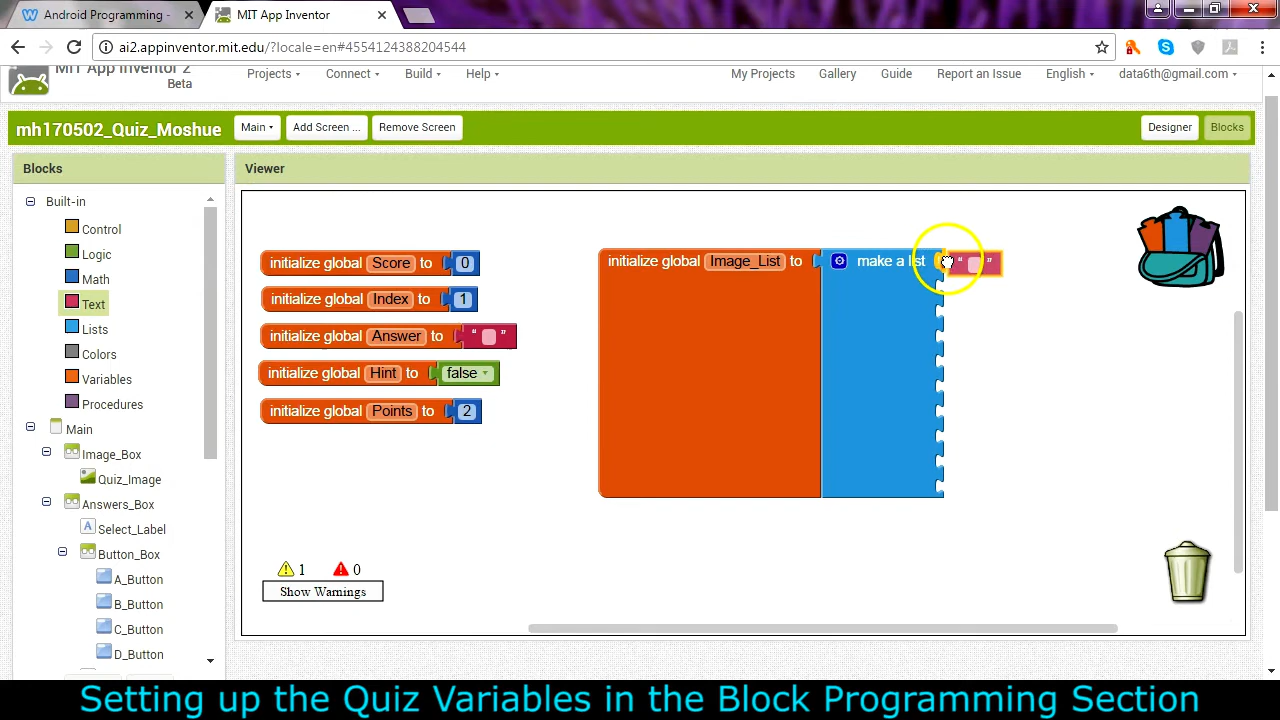 Android Programming -
MIT App Inventor
ai2.appinventor.mit.edu/?locale=en#4554124388204544
MIT App Inventor 2
Beta
Projects
Connect
Build
Help
My Projects
Gallery
Guide
Report an Issue
English
data6th@gmail.com
mh170502_Quiz_Moshue
Main
Add Screen ...
Remove Screen
Designer
Blocks
Blocks
Viewer
Built-in
Control
Logic
Math
Text
Lists
Colors
Variables
Procedures
Main
Image_Box
Quiz_Image
Answers_Box
Select_Label
Button_Box
A_Button
B_Button
C_Button
D_Button
initialize global Score to 0
initialize global Index to 1
initialize global Answer to “ ”
initialize global Hint to false
initialize global Points to 2
initialize global Image_List to make a list “ ”
1 0
Show Warnings
Setting up the Quiz Variables in the Block Programming Section